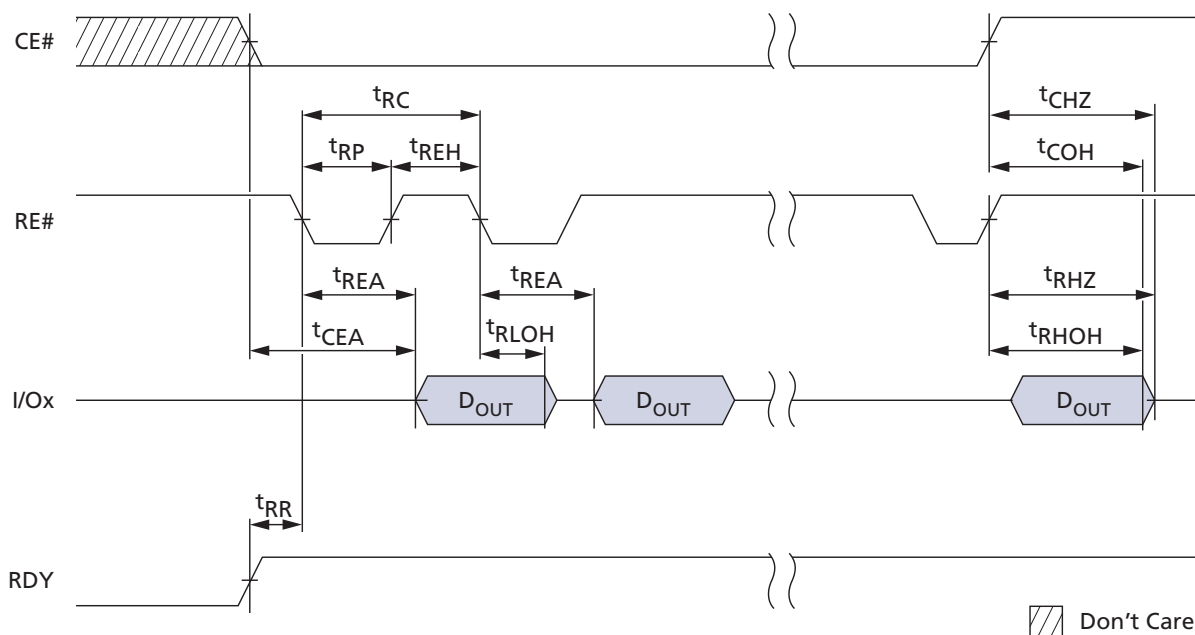 CE#
tRC
tCHZ
tRP
tREH
tCOH
RE#
tREA
tREA
tRHZ
tCEA
tRLOH
tRHOH
I/Ox
DOUT
DOUT
DOUT
tRR
RDY
Don't Care